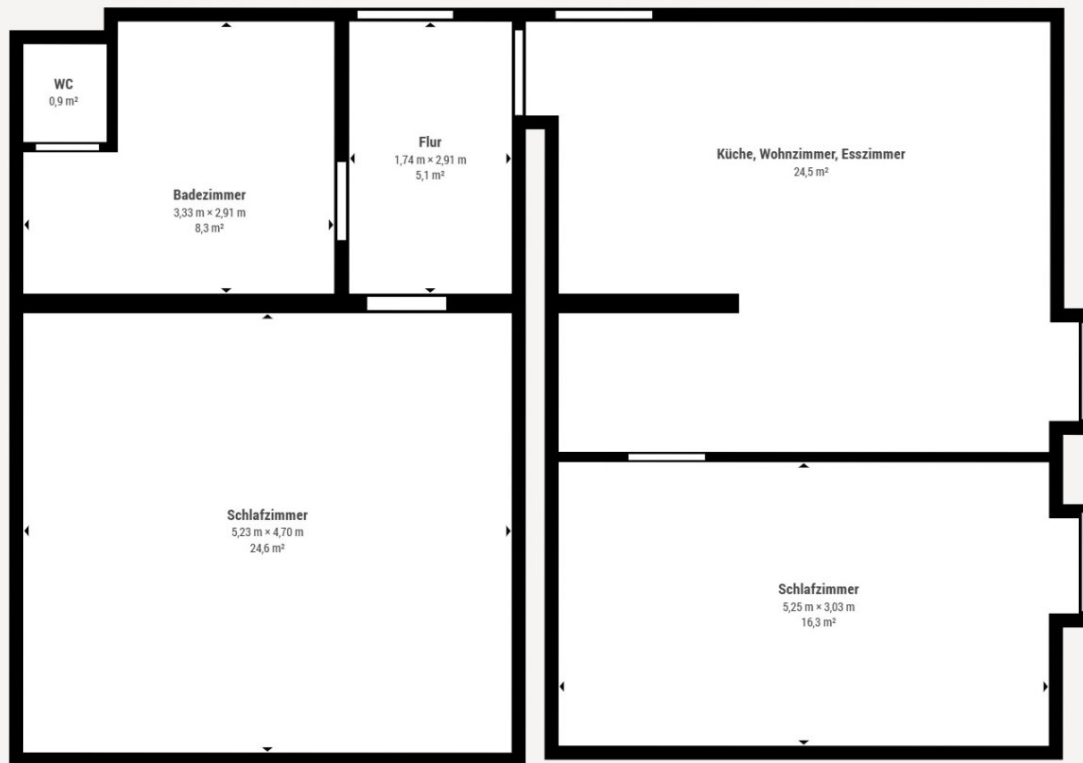 WC
0,9 m²
Flur
1,74 m × 2,91 m
5,1 m²
Küche, Wohnzimmer, Esszimmer
24,5 m²
Badezimmer
3,33 m × 2,91 m
8,3 m²
Schlafzimmer
5,23 m × 4,70 m
24,6 m²
Schlafzimmer
5,25 m × 3,03 m
16,3 m²